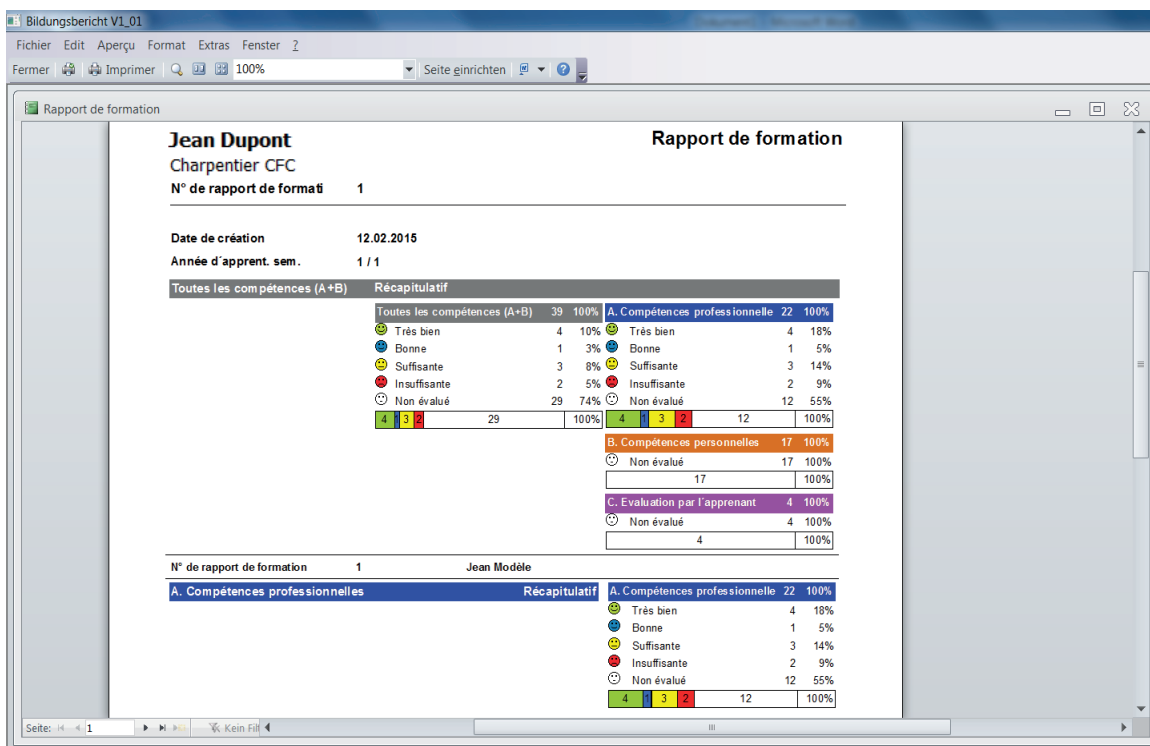 Bildungsbericht V1_01
Fichier Edit Aperçu Format Extras Fenster ?
Fermer Imprimer 100% Seite einrichten
Rapport de formation
Jean Dupont Rapport de formation
Charpentier CFC
N° de rapport de formati 1
Date de création 12.02.2015
Année d´apprent. sem. 1 / 1
Toutes les compétences (A+B) Récapitulatif
Toutes les compétences (A+B) 39 100% A. Compétences professionnelle 22 100%
Très bien 4 10% Très bien 4 18%
Bonne 1 3% Bonne 1 5%
Suffisante 3 8% Suffisante 3 14%
Insuffisante 2 5% Insuffisante 2 9%
Non évalué 29 74% Non évalué 12 55%
4 1 3 2 29 100% 4 1 3 2 12 100%
B. Compétences personnelles 17 100%
Non évalué 17 100%
17 100%
C. Evaluation par l´apprenant 4 100%
Non évalué 4 100%
4 100%
N° de rapport de formation 1 Jean Modèle
A. Compétences professionnelles Récapitulatif A. Compétences professionnelle 22 100%
Très bien 4 18%
Bonne 1 5%
Suffisante 3 14%
Insuffisante 2 9%
Non évalué 12 55%
4 1 3 2 12 100%
Seite: 1 Kein Filt